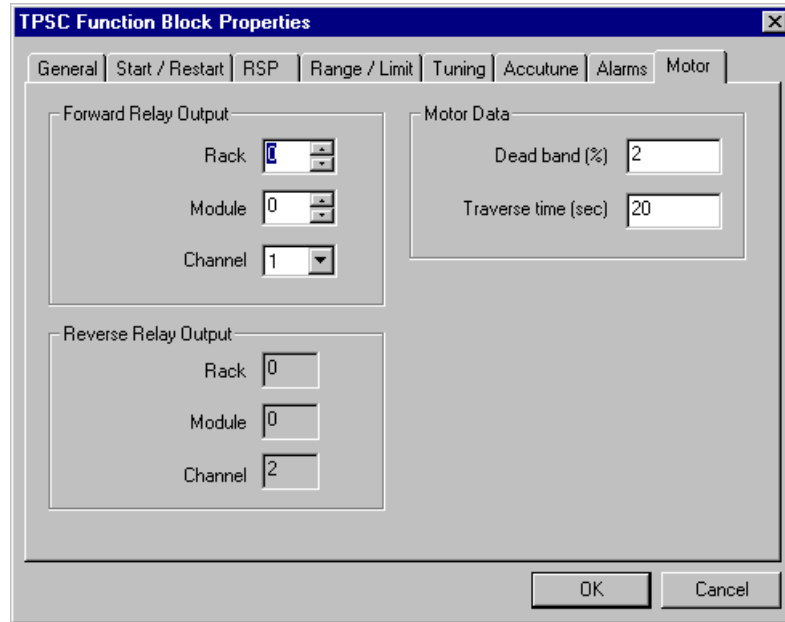 TPSC Function Block Properties
General Start / Restart RSP Range / Limit Tuning Accutune Alarms Motor
Forward Relay Output
Rack 0
Module 0
Channel 1
Reverse Relay Output
Rack 0
Module 0
Channel 2
Motor Data
Dead band (%) 2
Traverse time (sec) 20
OK Cancel